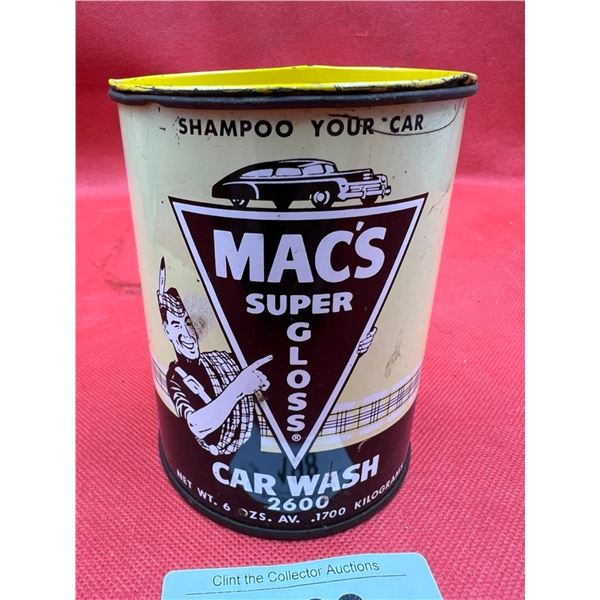 SHAMPOO YOUR CAR
MAC'S
SUPER
GLOSS®
CAR WASH
2600
NET WT. 6 OZS. AV. .1700 KILOGRAMS
Clint the Collector Auctions